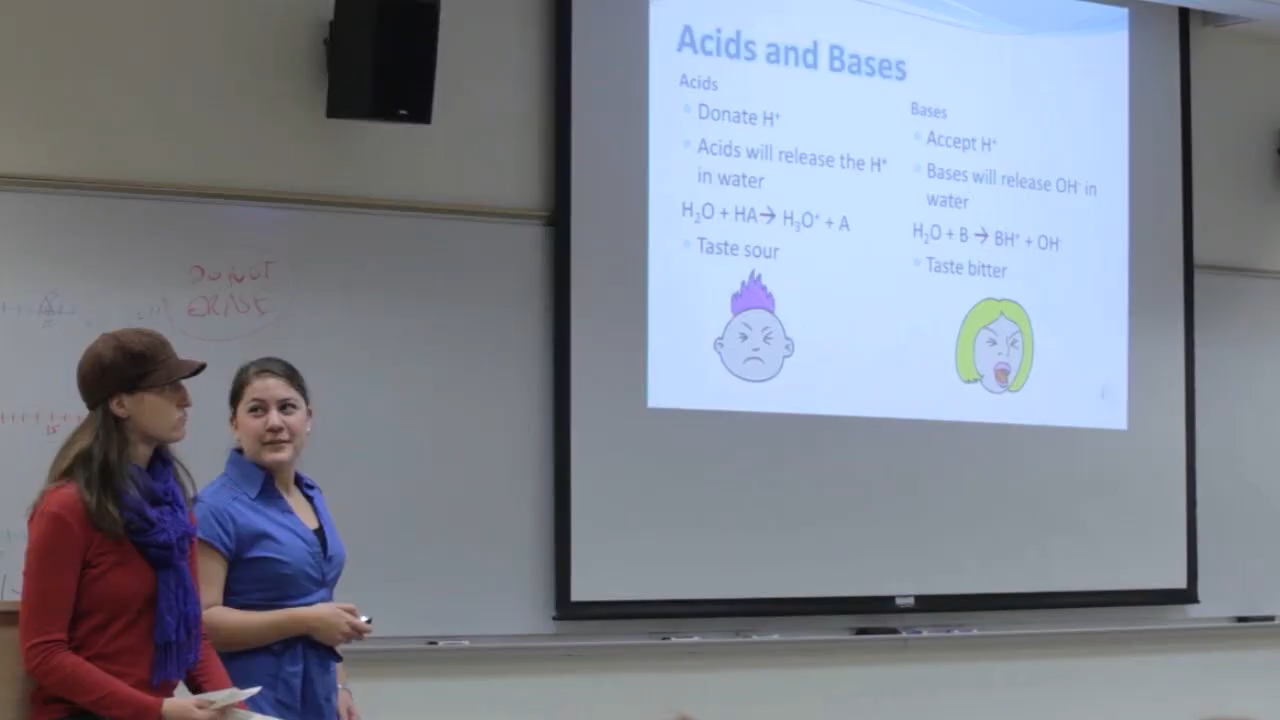 Acids and Bases
Acids
Donate H⁺
Acids will release the H⁺
in water
H₂O + HA→ H₃O⁺ + A
Taste sour
Bases
Accept H⁺
Bases will release OH⁻ in
water
H₂O + B → BH⁺ + OH⁻
Taste bitter
DO NOT
ERASE
15